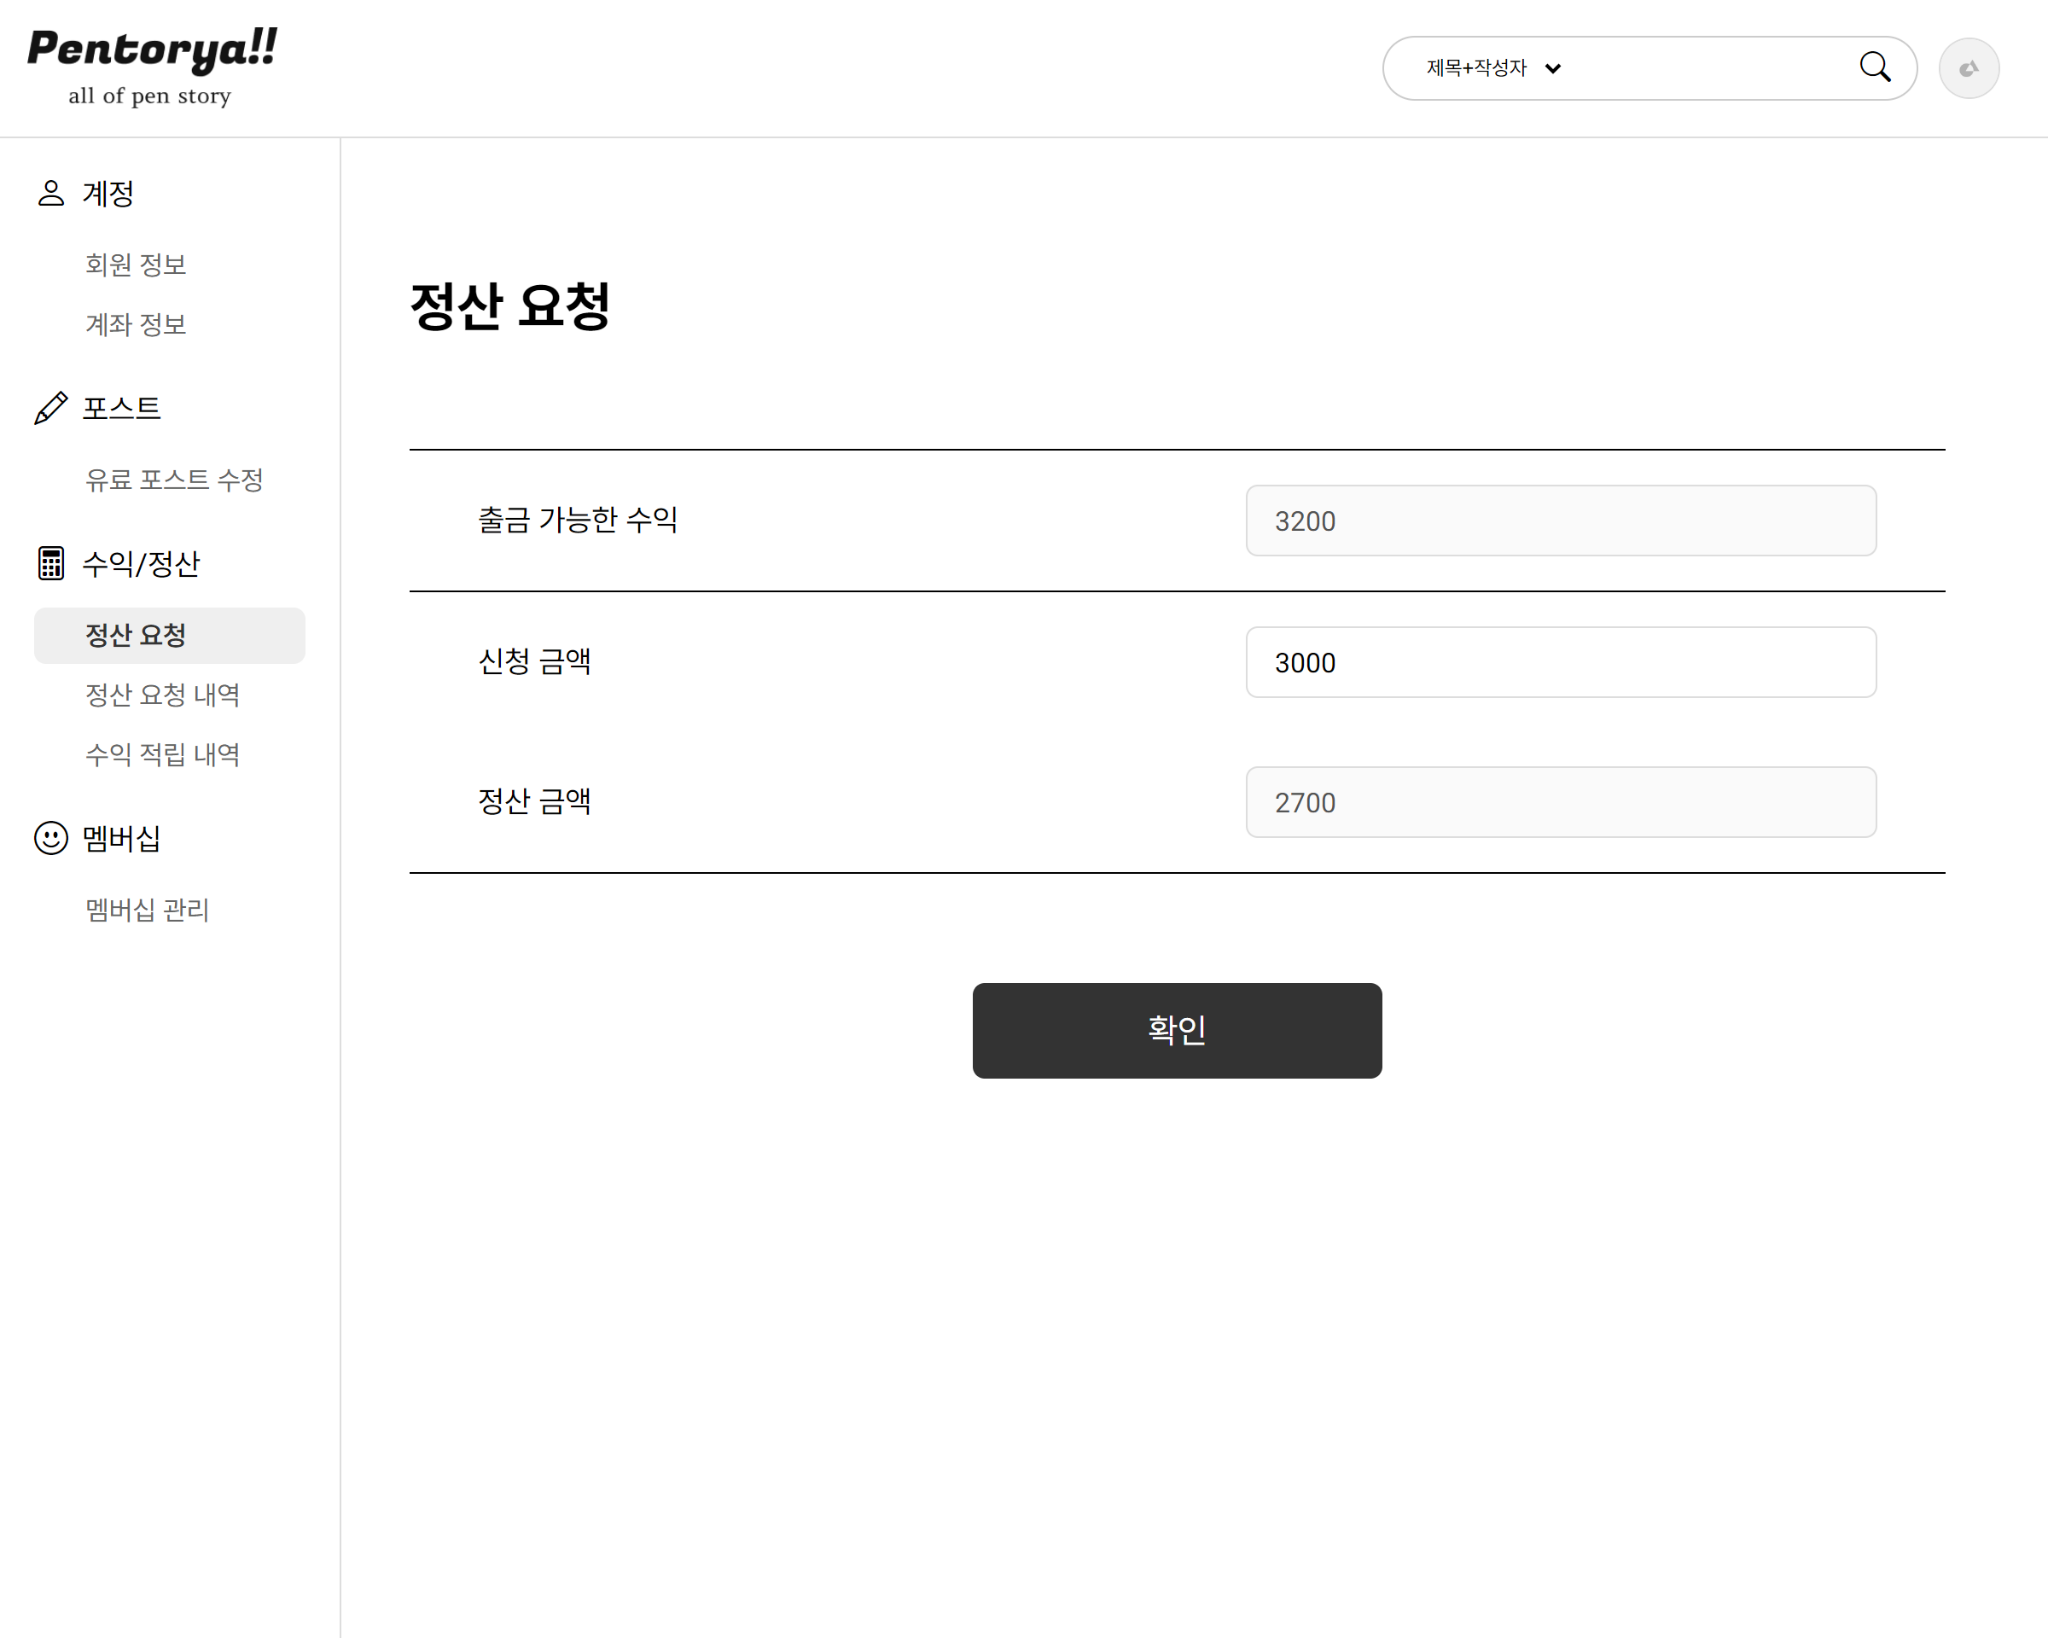 Pentorya!!
all of pen story
제목+작성자
계정
회원 정보
계좌 정보
포스트
유료 포스트 수정
수익/정산
정산 요청
정산 요청 내역
수익 적립 내역
멤버십
멤버십 관리
정산 요청
출금 가능한 수익 3200
신청 금액 3000
정산 금액 2700
확인